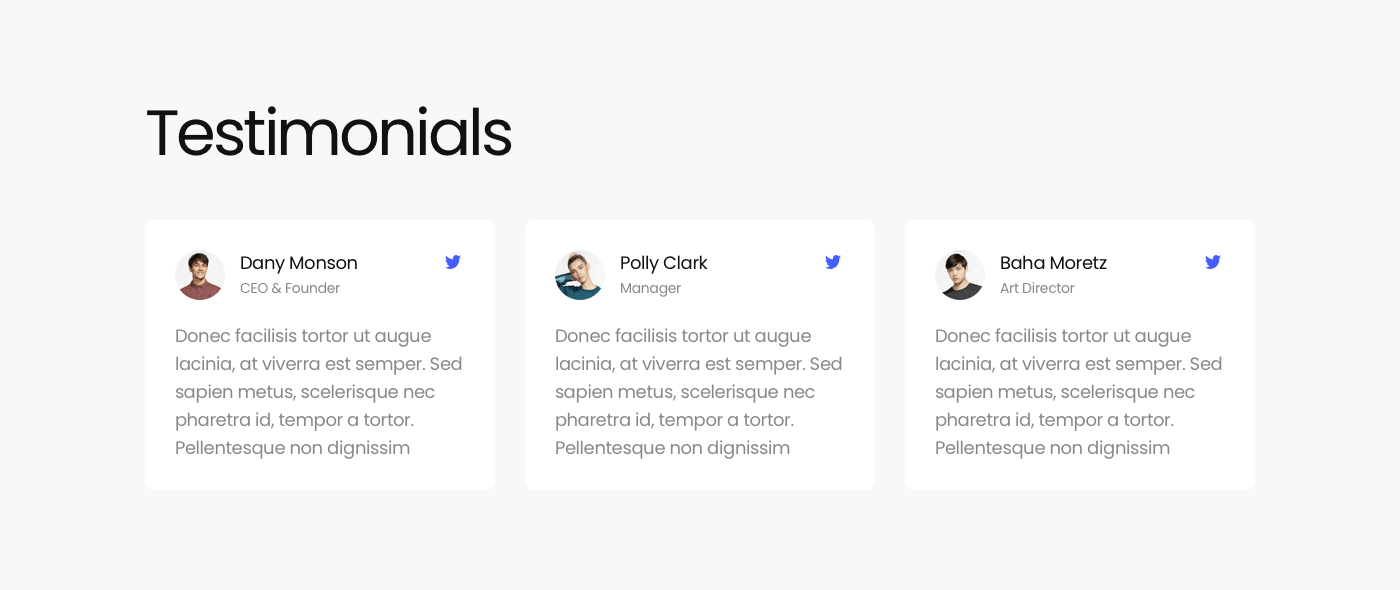 Testimonials
Dany Monson
CEO & Founder
Donec facilisis tortor ut augue
lacinia, at viverra est semper. Sed
sapien metus, scelerisque nec
pharetra id, tempor a tortor.
Pellentesque non dignissim
Polly Clark
Manager
Donec facilisis tortor ut augue
lacinia, at viverra est semper. Sed
sapien metus, scelerisque nec
pharetra id, tempor a tortor.
Pellentesque non dignissim
Baha Moretz
Art Director
Donec facilisis tortor ut augue
lacinia, at viverra est semper. Sed
sapien metus, scelerisque nec
pharetra id, tempor a tortor.
Pellentesque non dignissim